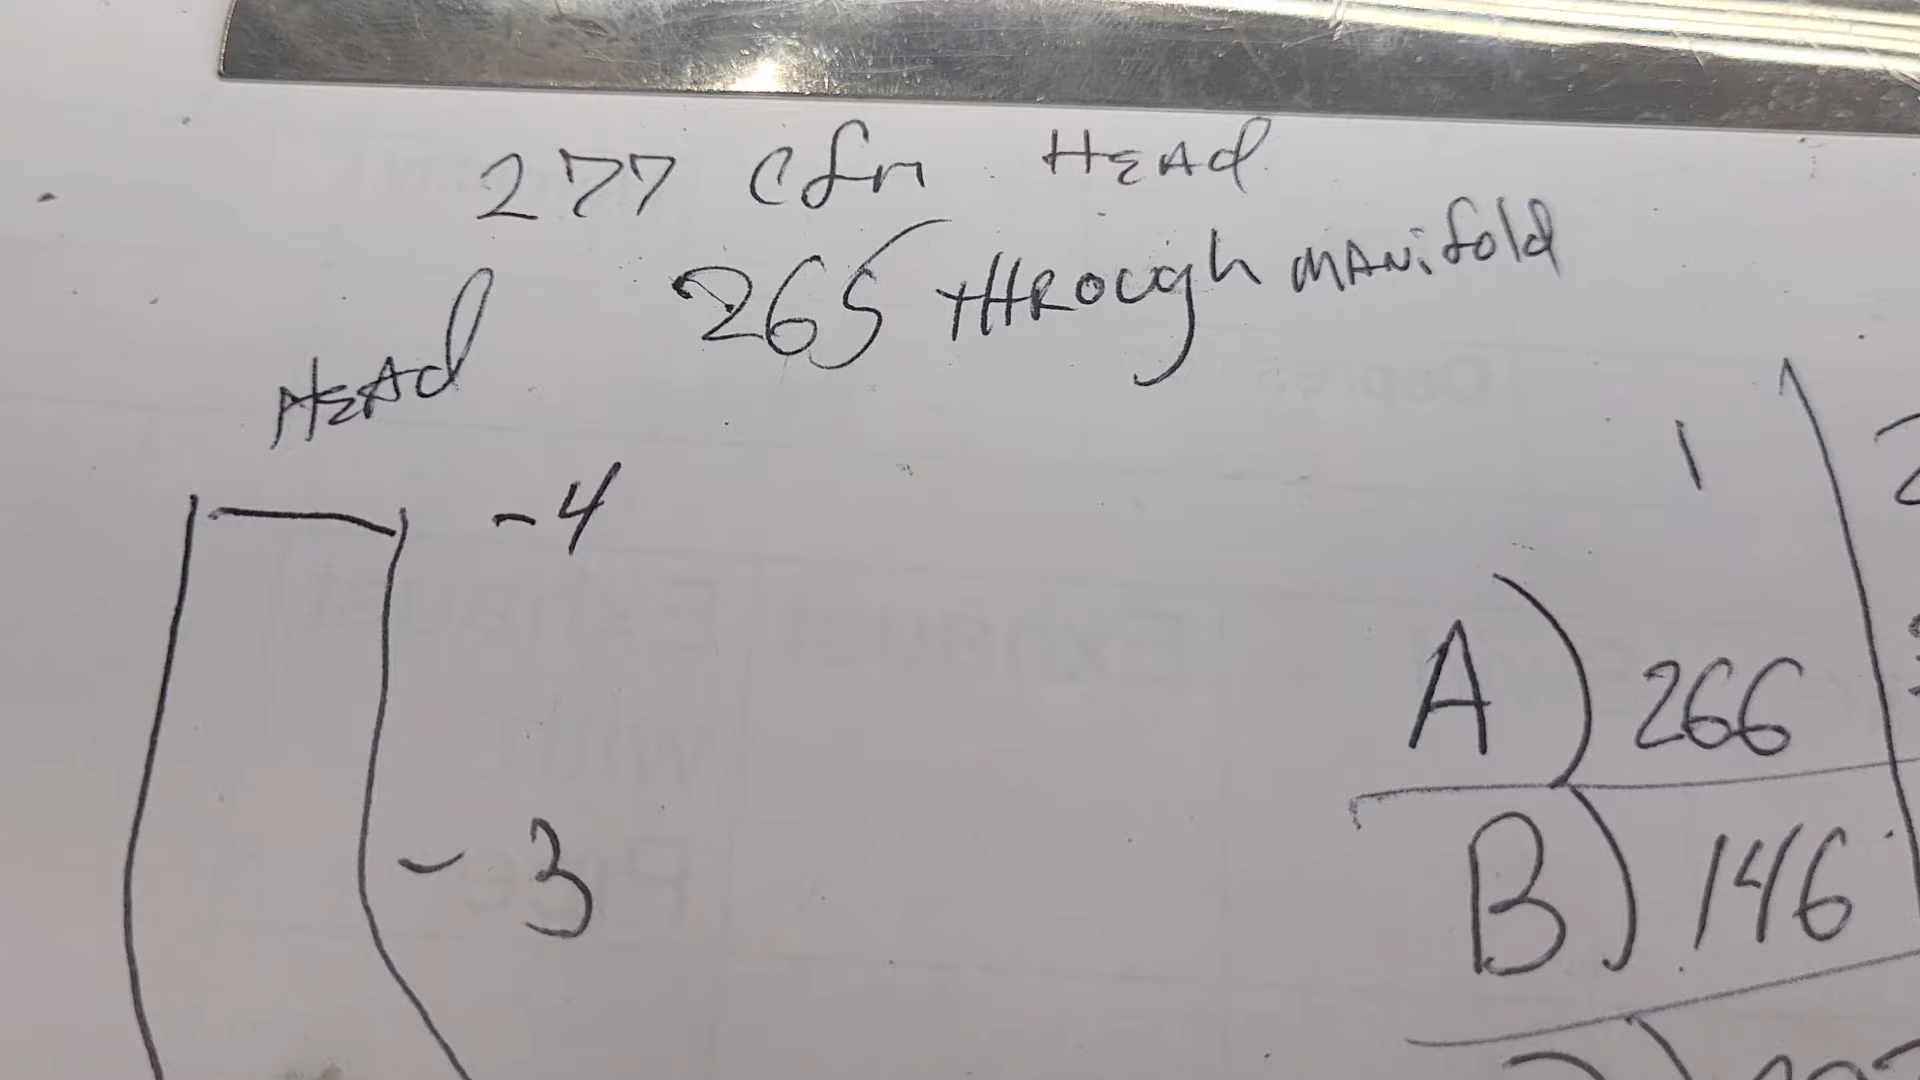 277 cfm HEAD
265 THROUGH MANifold
HEAd
-4
1
A) 266
- 3
B) 146